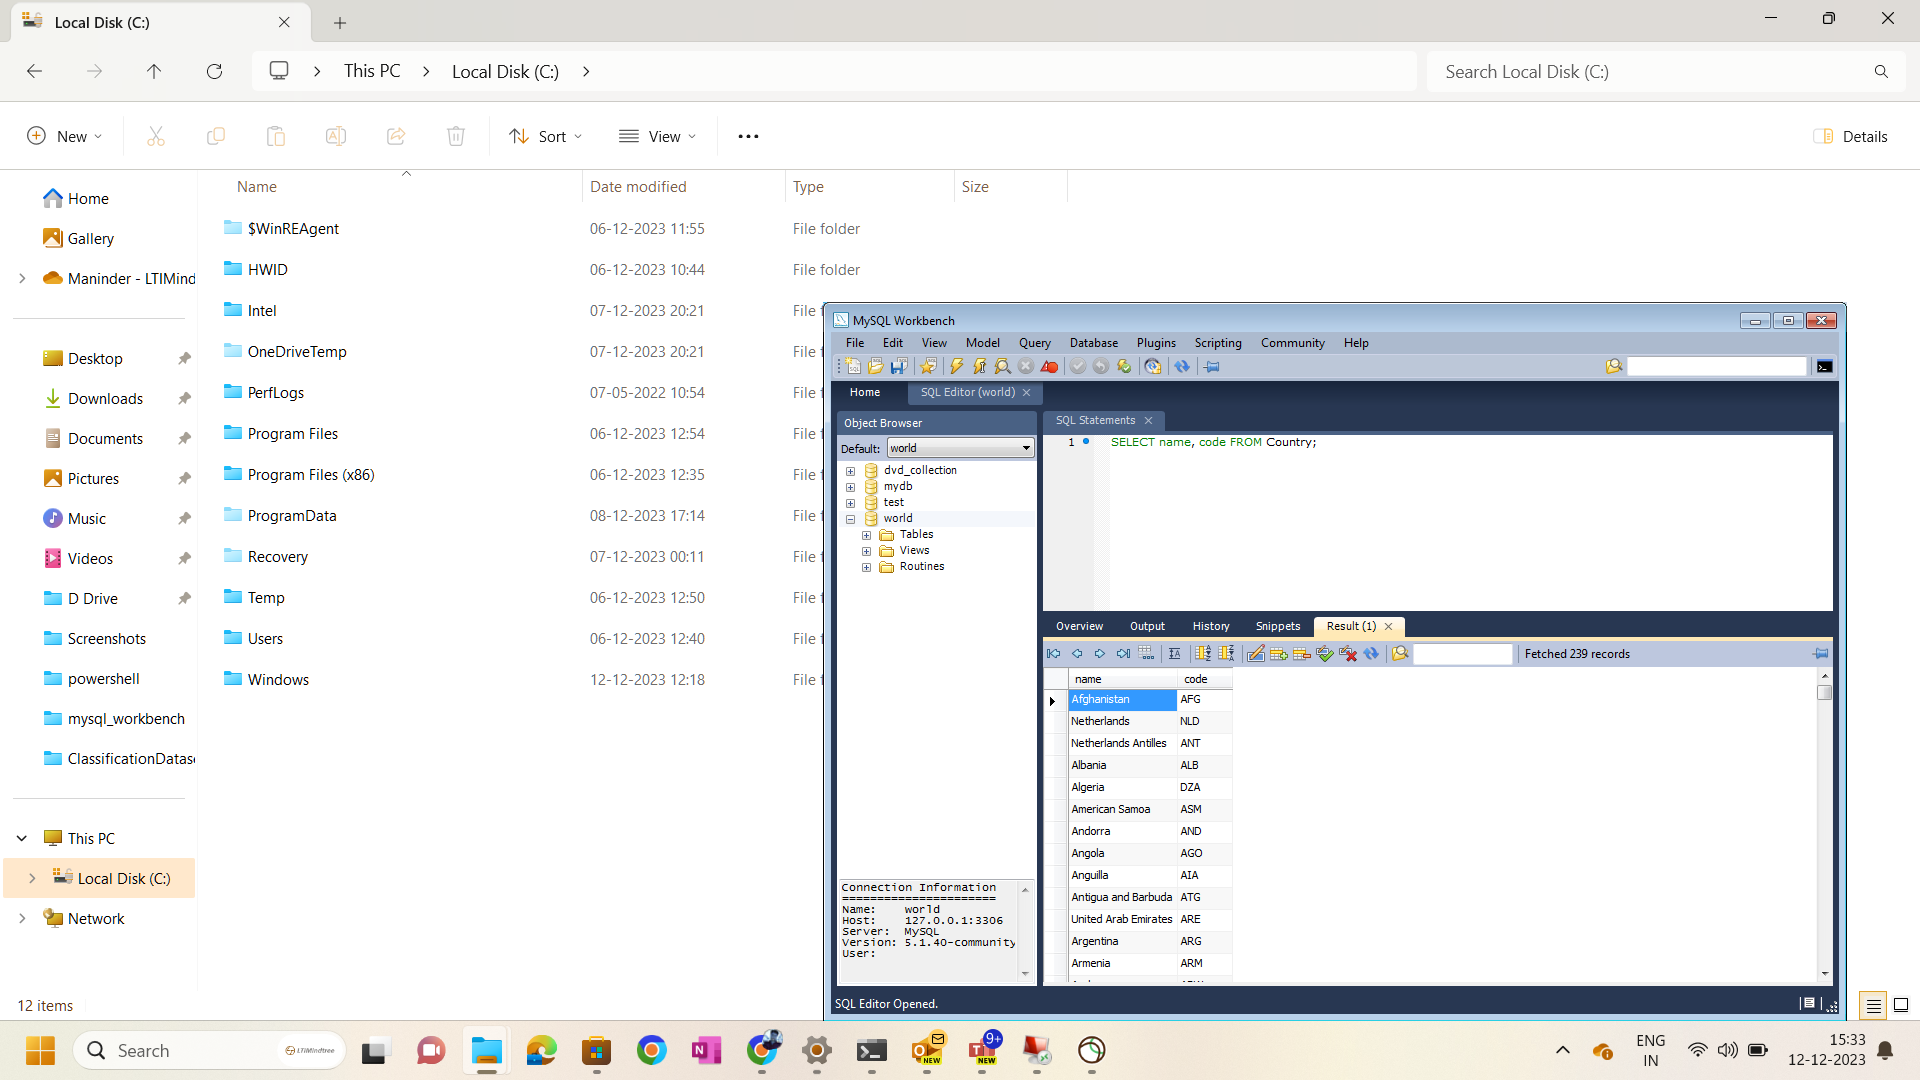 Local Disk (C:)
This PC
Local Disk (C:)
Search Local Disk (C:)
New
Sort
View
Details
Name
Date modified
Type
Size
Home
Gallery
Maninder - LTIMind
Desktop
Downloads
Documents
Pictures
Music
Videos
D Drive
Screenshots
powershell
mysql_workbench
ClassificationDatas
This PC
Local Disk (C:)
Network
$WinREAgent 06-12-2023 11:55 File folder
HWID 06-12-2023 10:44 File folder
Intel 07-12-2023 20:21 File f
OneDriveTemp 07-12-2023 20:21 File f
PerfLogs 07-05-2022 10:54 File f
Program Files 06-12-2023 12:54 File f
Program Files (x86) 06-12-2023 12:35 File f
ProgramData 08-12-2023 17:14 File f
Recovery 07-12-2023 00:11 File f
Temp 06-12-2023 12:50 File f
Users 06-12-2023 12:40 File f
Windows 12-12-2023 12:18 File f
12 items
MySQL Workbench
File Edit View Model Query Database Plugins Scripting Community Help
Home
SQL Editor (world)
Object Browser
Default: world
dvd_collection
mydb
test
world
Tables
Views
Routines
Connection Information
======================
Name: world
Host: 127.0.0.1:3306
Server: MySQL
Version: 5.1.40-community
User:
SQL Statements
1 SELECT name, code FROM Country;
Overview Output History Snippets Result (1)
Fetched 239 records
name code
Afghanistan AFG
Netherlands NLD
Netherlands Antilles ANT
Albania ALB
Algeria DZA
American Samoa ASM
Andorra AND
Angola AGO
Anguilla AIA
Antigua and Barbuda ATG
United Arab Emirates ARE
Argentina ARG
Armenia ARM
SQL Editor Opened.
Search
LTIMindtree
NEW
9+
NEW
ENG
IN
15:33
12-12-2023